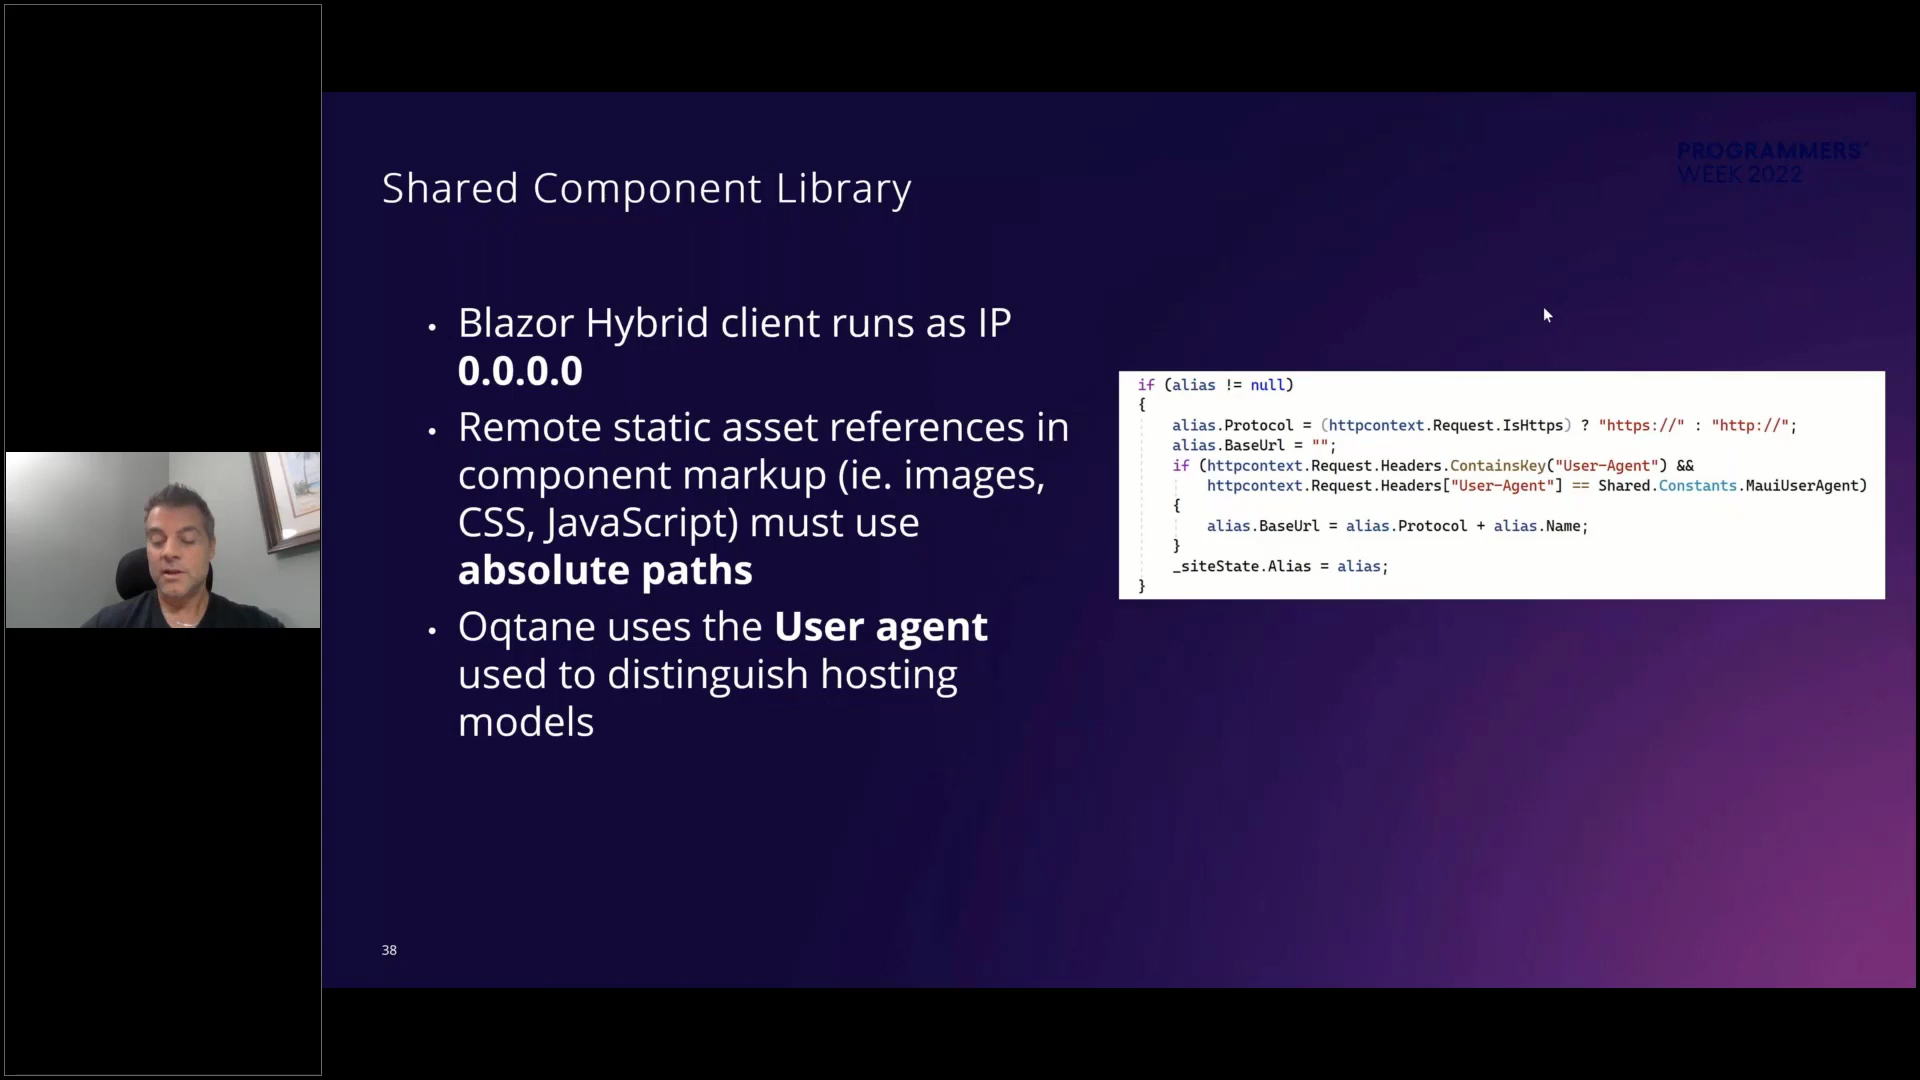 PROGRAMMERS'
WEEK 2022
Shared Component Library
• Blazor Hybrid client runs as IP
0.0.0.0
• Remote static asset references in
component markup (ie. images,
CSS, JavaScript) must use
absolute paths
• Oqtane uses the User agent
used to distinguish hosting
models
if (alias != null)
{
alias.Protocol = (httpcontext.Request.IsHttps) ? "https://" : "http://";
alias.BaseUrl = "";
if (httpcontext.Request.Headers.ContainsKey("User-Agent") &&
httpcontext.Request.Headers["User-Agent"] == Shared.Constants.MauiUserAgent)
{
alias.BaseUrl = alias.Protocol + alias.Name;
}
_siteState.Alias = alias;
}
38